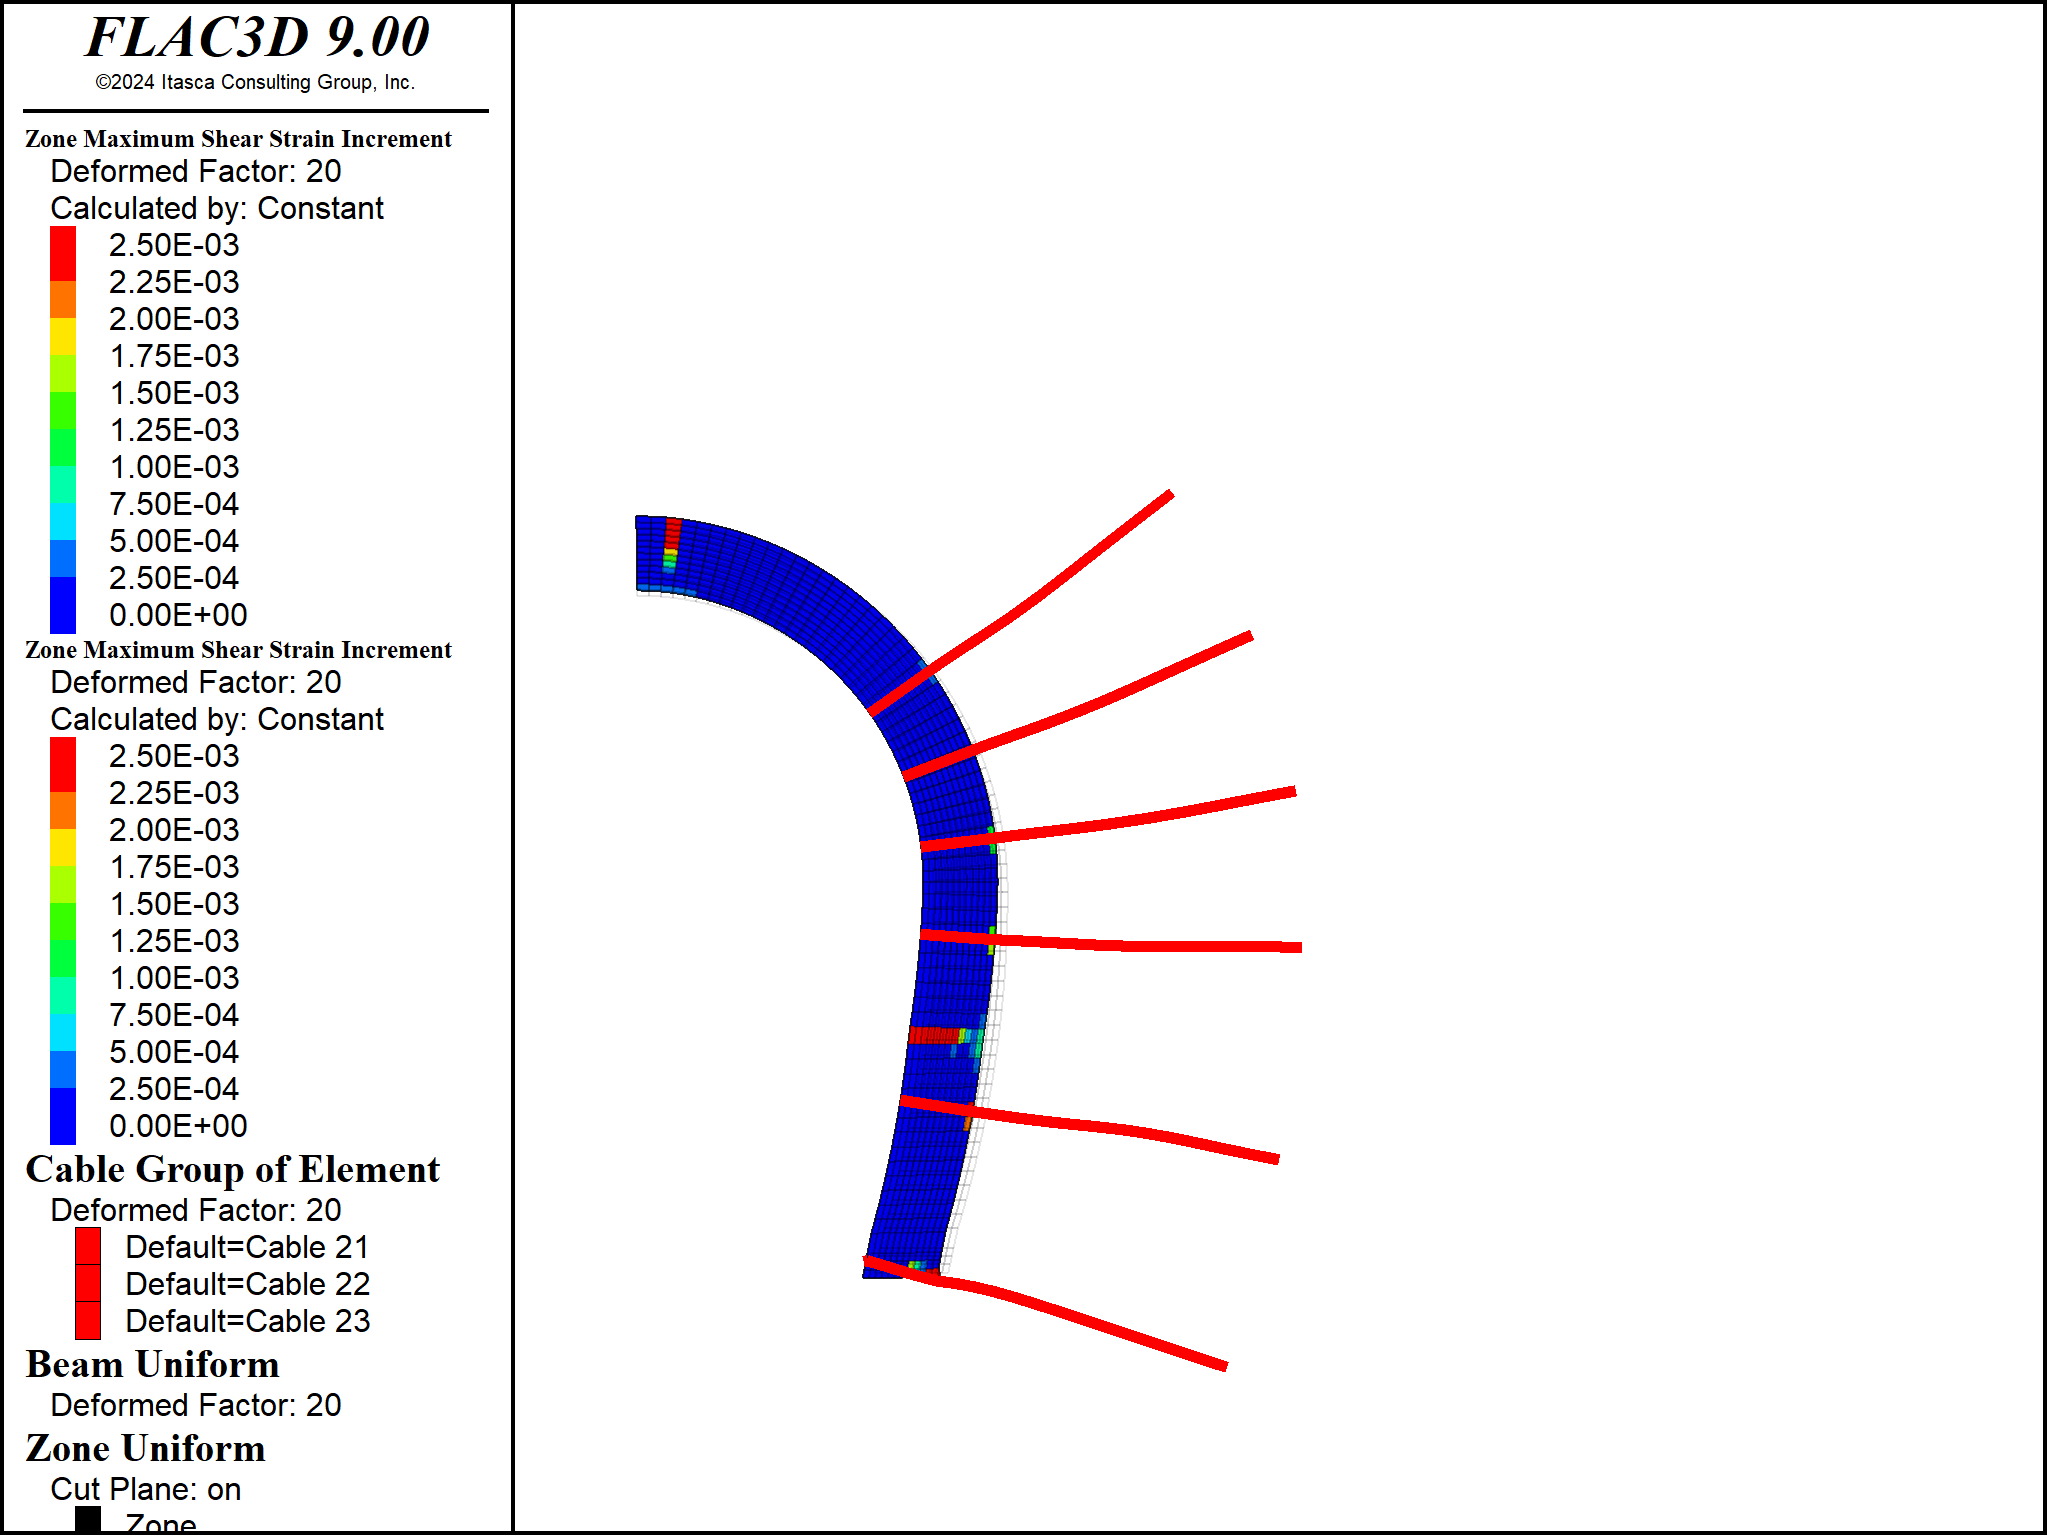 FLAC3D 9.00
©2024 Itasca Consulting Group, Inc.
Zone Maximum Shear Strain Increment
Deformed Factor: 20
Calculated by: Constant
2.50E-03
2.25E-03
2.00E-03
1.75E-03
1.50E-03
1.25E-03
1.00E-03
7.50E-04
5.00E-04
2.50E-04
0.00E+00
Zone Maximum Shear Strain Increment
Deformed Factor: 20
Calculated by: Constant
2.50E-03
2.25E-03
2.00E-03
1.75E-03
1.50E-03
1.25E-03
1.00E-03
7.50E-04
5.00E-04
2.50E-04
0.00E+00
Cable Group of Element
Deformed Factor: 20
Default=Cable 21
Default=Cable 22
Default=Cable 23
Beam Uniform
Deformed Factor: 20
Zone Uniform
Cut Plane: on
Zone